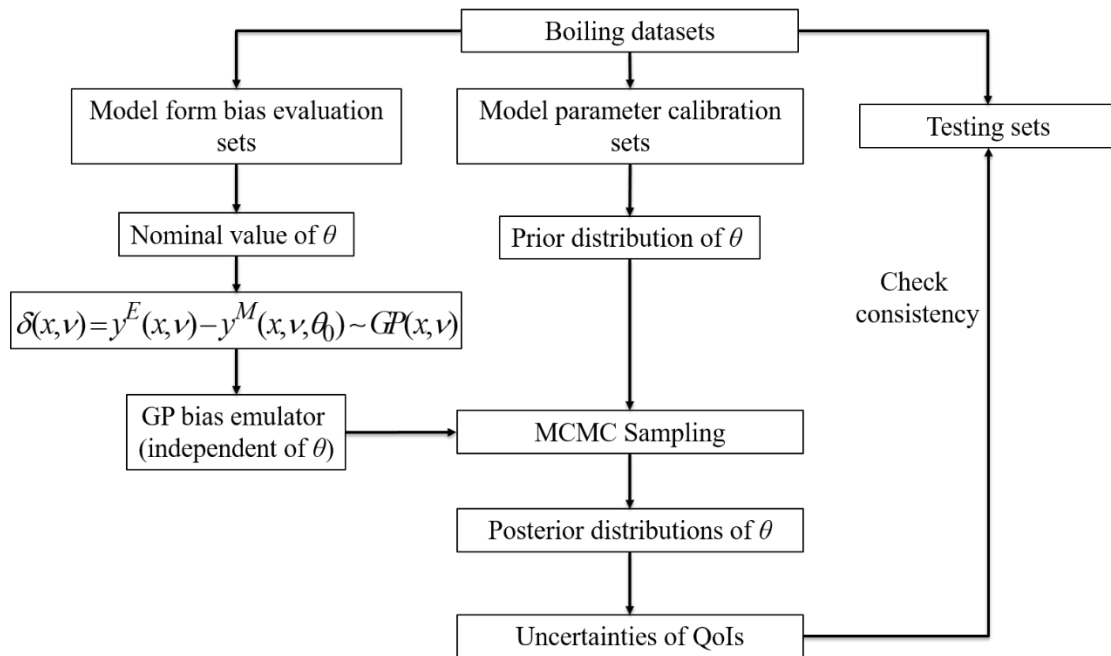 Boiling datasets
Model form bias evaluation
sets
Model parameter calibration
sets
Testing sets
Nominal value of θ
Prior distribution of θ
δ(x,ν)=y^E(x,ν)−y^M(x,ν,θ₀)~GP(x,ν)
Check
consistency
GP bias emulator
(independent of θ)
MCMC Sampling
Posterior distributions of θ
Uncertainties of QoIs